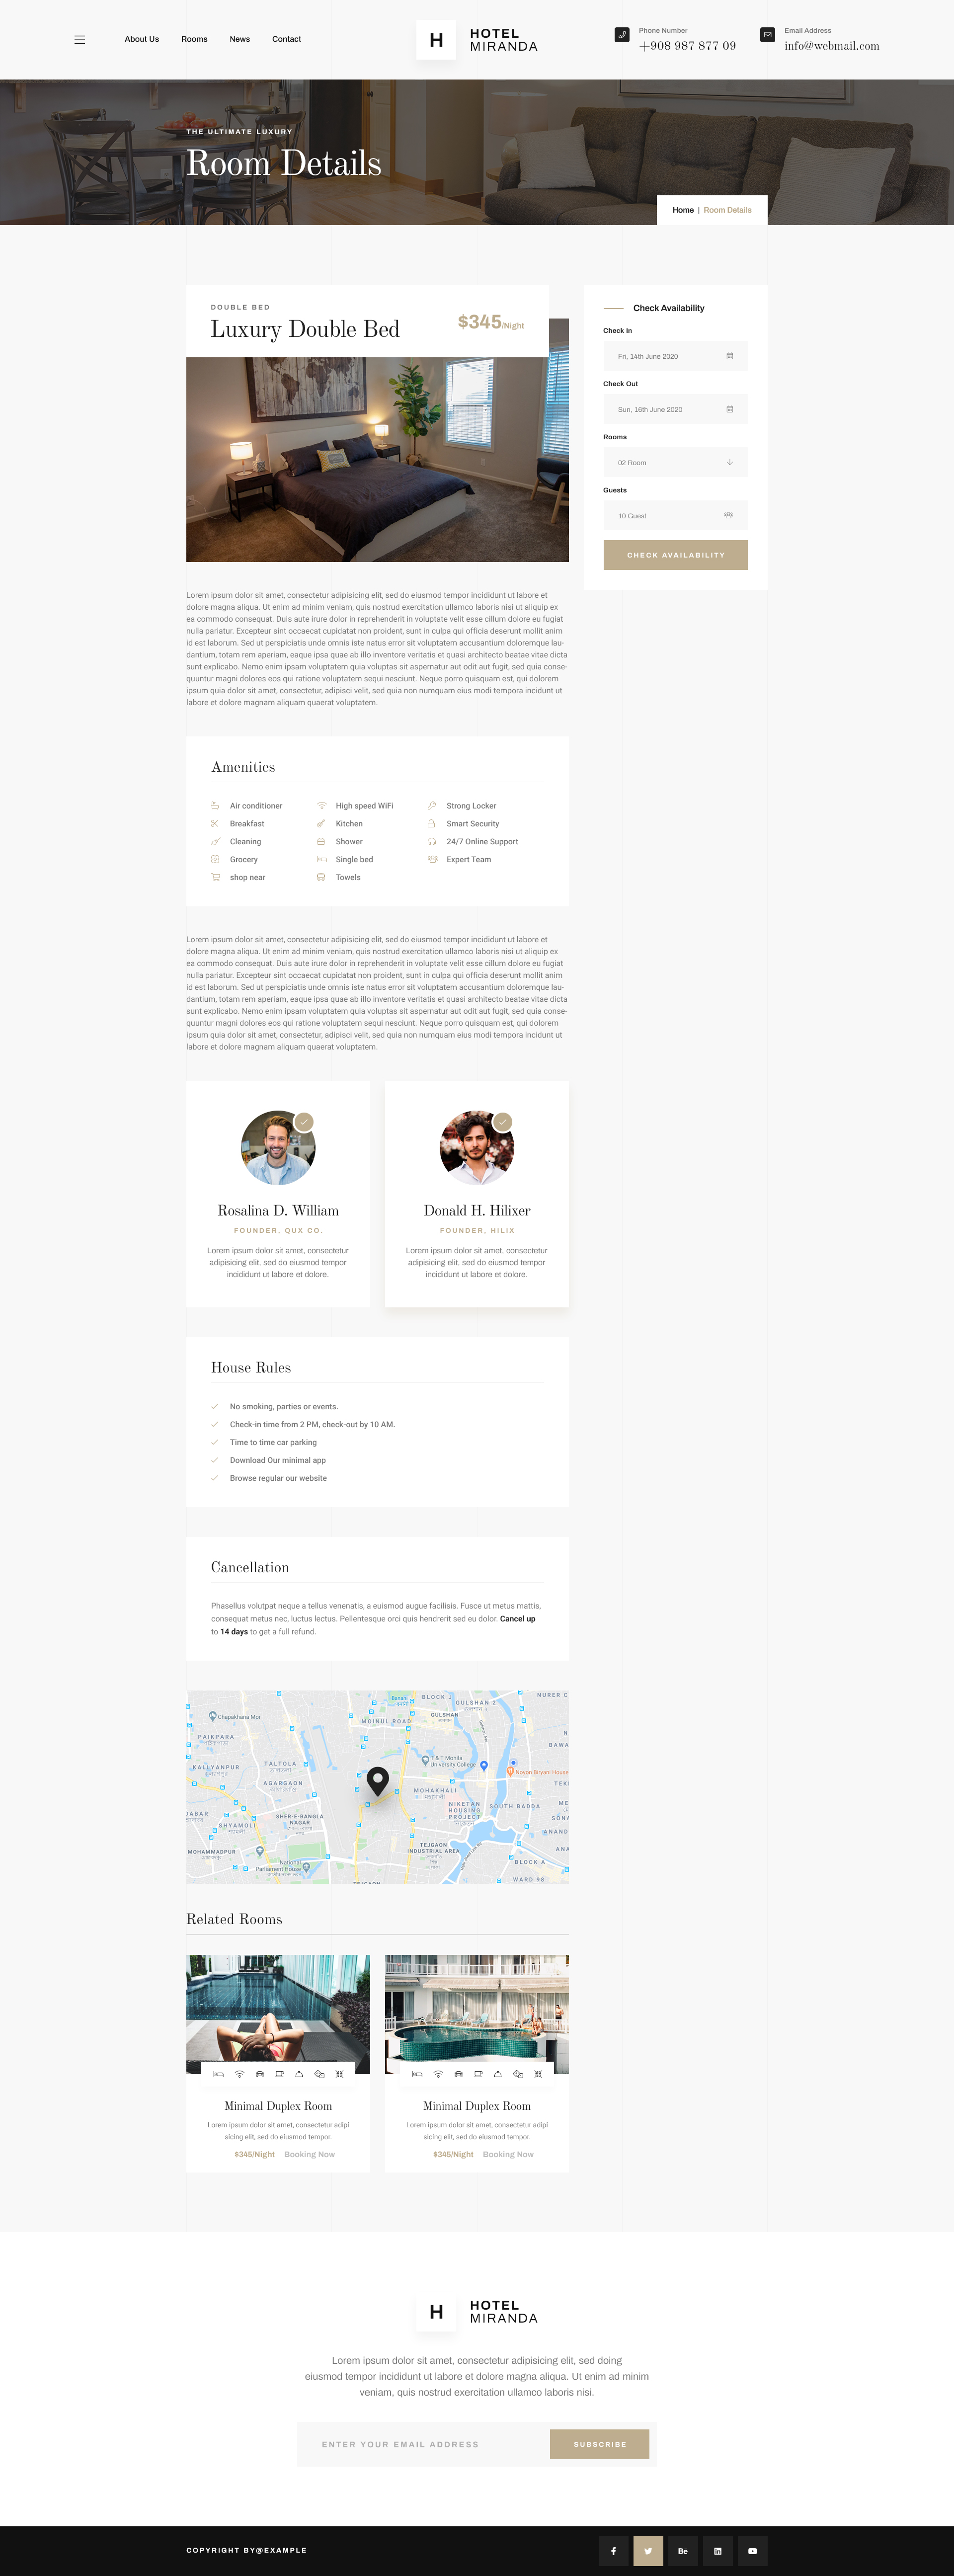 About Us Rooms News Contact
H
HOTEL
MIRANDA
Phone Number
+908 987 877 09
Email Address
info@webmail.com
THE ULTIMATE LUXURY
Room Details
Home | Room Details
DOUBLE BED
Luxury Double Bed
$345/Night
Check Availability
Check In
Fri, 14th June 2020
Check Out
Sun, 16th June 2020
Rooms
02 Room
Guests
10 Guest
CHECK AVAILABILITY
Lorem ipsum dolor sit amet, consectetur adipisicing elit, sed do eiusmod tempor incididunt ut labore et
dolore magna aliqua. Ut enim ad minim veniam, quis nostrud exercitation ullamco laboris nisi ut aliquip ex
ea commodo consequat. Duis aute irure dolor in reprehenderit in voluptate velit esse cillum dolore eu fugiat
nulla pariatur. Excepteur sint occaecat cupidatat non proident, sunt in culpa qui officia deserunt mollit anim
id est laborum. Sed ut perspiciatis unde omnis iste natus error sit voluptatem accusantium doloremque lau-
dantium, totam rem aperiam, eaque ipsa quae ab illo inventore veritatis et quasi architecto beatae vitae dicta
sunt explicabo. Nemo enim ipsam voluptatem quia voluptas sit aspernatur aut odit aut fugit, sed quia conse-
quuntur magni dolores eos qui ratione voluptatem sequi nesciunt. Neque porro quisquam est, qui dolorem
ipsum quia dolor sit amet, consectetur, adipisci velit, sed quia non numquam eius modi tempora incidunt ut
labore et dolore magnam aliquam quaerat voluptatem.
Amenities
Air conditioner
High speed WiFi
Strong Locker
Breakfast
Kitchen
Smart Security
Cleaning
Shower
24/7 Online Support
Grocery
Single bed
Expert Team
shop near
Towels
Lorem ipsum dolor sit amet, consectetur adipisicing elit, sed do eiusmod tempor incididunt ut labore et
dolore magna aliqua. Ut enim ad minim veniam, quis nostrud exercitation ullamco laboris nisi ut aliquip ex
ea commodo consequat. Duis aute irure dolor in reprehenderit in voluptate velit esse cillum dolore eu fugiat
nulla pariatur. Excepteur sint occaecat cupidatat non proident, sunt in culpa qui officia deserunt mollit anim
id est laborum. Sed ut perspiciatis unde omnis iste natus error sit voluptatem accusantium doloremque lau-
dantium, totam rem aperiam, eaque ipsa quae ab illo inventore veritatis et quasi architecto beatae vitae dicta
sunt explicabo. Nemo enim ipsam voluptatem quia voluptas sit aspernatur aut odit aut fugit, sed quia conse-
quuntur magni dolores eos qui ratione voluptatem sequi nesciunt. Neque porro quisquam est, qui dolorem
ipsum quia dolor sit amet, consectetur, adipisci velit, sed quia non numquam eius modi tempora incidunt ut
labore et dolore magnam aliquam quaerat voluptatem.
Rosalina D. William
FOUNDER, QUX CO.
Lorem ipsum dolor sit amet, consectetur
adipisicing elit, sed do eiusmod tempor
incididunt ut labore et dolore.
Donald H. Hilixer
FOUNDER, HILIX
Lorem ipsum dolor sit amet, consectetur
adipisicing elit, sed do eiusmod tempor
incididunt ut labore et dolore.
House Rules
No smoking, parties or events.
Check-in time from 2 PM, check-out by 10 AM.
Time to time car parking
Download Our minimal app
Browse regular our website
Cancellation
Phasellus volutpat neque a tellus venenatis, a euismod augue facilisis. Fusce ut metus mattis,
consequat metus nec, luctus lectus. Pellentesque orci quis hendrerit sed eu dolor. Cancel up
to 14 days to get a full refund.
Banani
BLOCK J
GULSHAN 2
NURER C
Chapakhana Mor
GULSHAN
MOINUL ROAD
PAIKPARA
BAWA
KALLYANPUR
TALTOLA
T & T Mohila
University College
Noyon Biryani House
AGARGAON
TEK
MOHAKHALI
DABAR
SHYAMOLI
SHER-E-BANGLA
NAGAR
NIKETAN
HOUSING
PROJECT
SOUTH BADDA
ME
SONA
ANAND
MOHAMMADPUR
TEJGAON
INDUSTRIAL AREA
National
Parliament House
BLOCK A
TEJGAON
WARD 98
Related Rooms
Minimal Duplex Room
Lorem ipsum dolor sit amet, consectetur adipi
sicing elit, sed do eiusmod tempor.
$345/Night Booking Now
Minimal Duplex Room
Lorem ipsum dolor sit amet, consectetur adipi
sicing elit, sed do eiusmod tempor.
$345/Night Booking Now
H
HOTEL
MIRANDA
Lorem ipsum dolor sit amet, consectetur adipisicing elit, sed doing
eiusmod tempor incididunt ut labore et dolore magna aliqua. Ut enim ad minim
veniam, quis nostrud exercitation ullamco laboris nisi.
ENTER YOUR EMAIL ADDRESS
SUBSCRIBE
COPYRIGHT BY@EXAMPLE
Bē